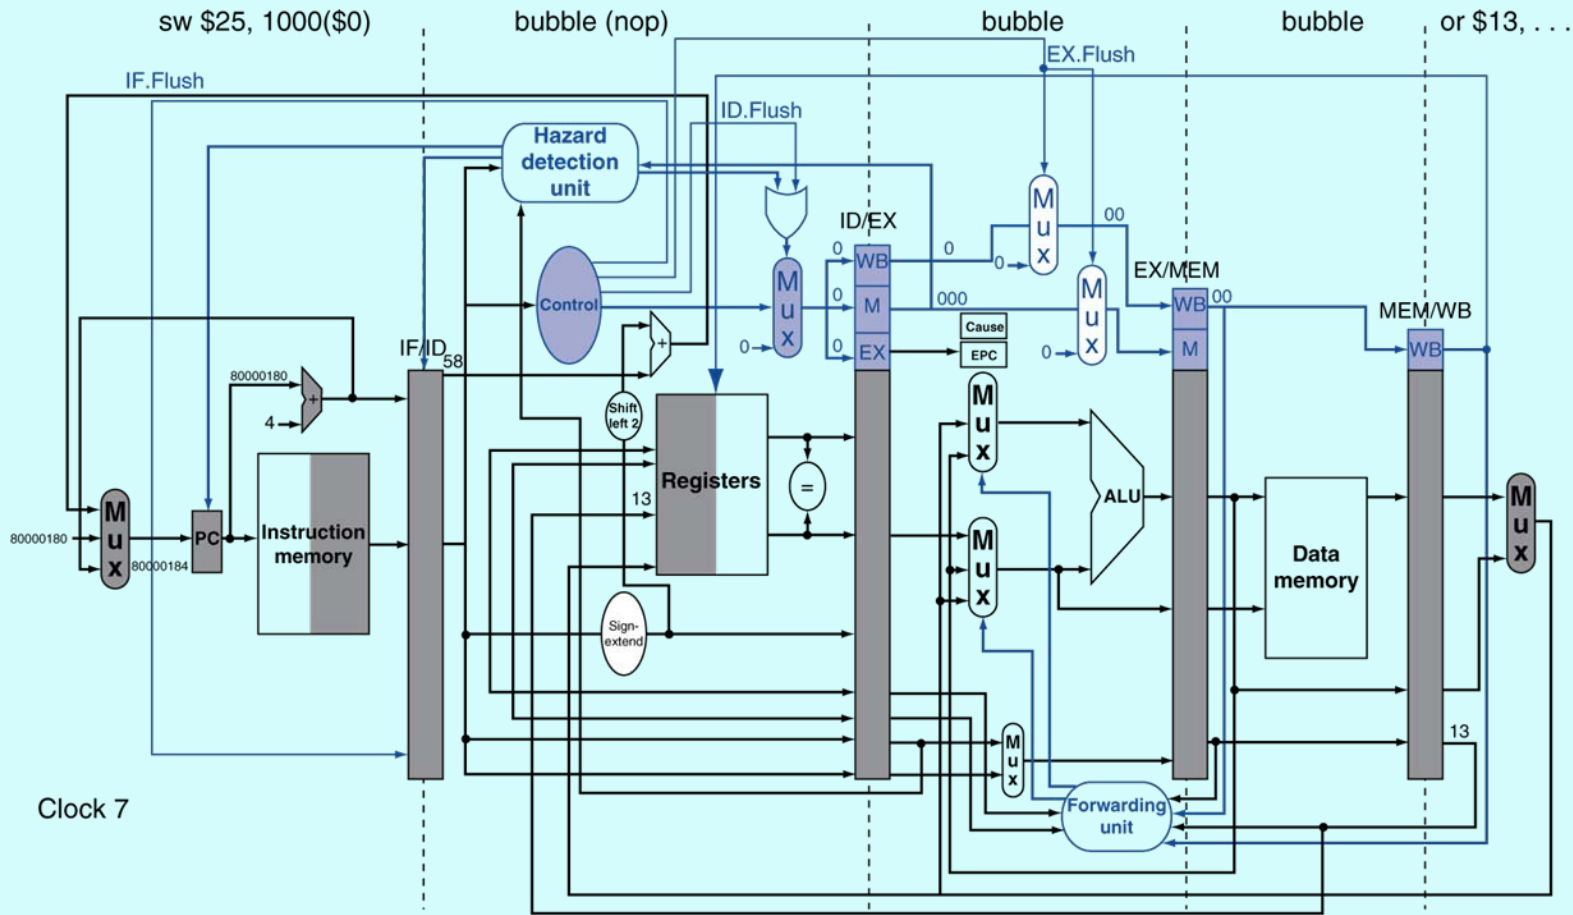 sw $25, 1000($0)
bubble (nop)
bubble
bubble
or $13, . . .
IF.Flush
EX.Flush
ID.Flush
Hazard
detection
unit
M
u
x
00
0
ID/EX
0
WB
0
EX/MEM
Control
M
u
x
0
0
M
000
M
u
x
WB
00
MEM/WB
Cause
0
EX
EPC
0
M
WB
IF/ID
58
+
80000180
+
4
Shift
left 2
M
u
x
Registers
=
13
ALU
M
u
x
80000180
80000184
PC
Instruction
memory
M
u
x
Data
memory
M
u
x
Sign-
extend
M
u
x
13
Clock 7
Forwarding
unit